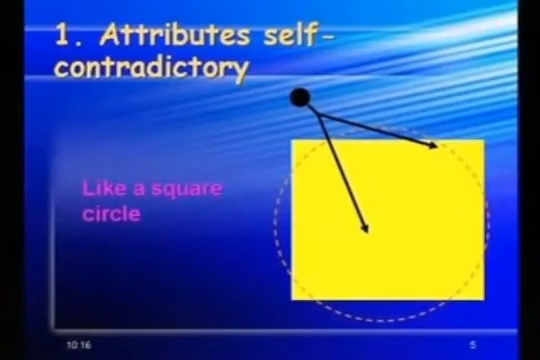 1. Attributes self-
contradictory
Like a square
circle
10:16
5